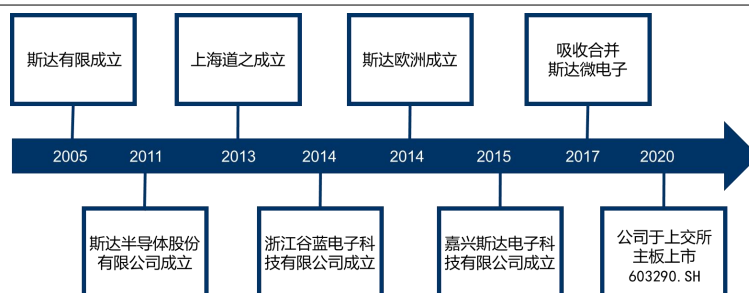 斯达有限成立
上海道之成立
斯达欧洲成立
吸收合并
斯达微电子
2005
2011
2013
2014
2014
2015
2017
2020
斯达半导体股份
有限公司成立
浙江谷蓝电子科
技有限公司成立
嘉兴斯达电子科
技有限公司成立
公司于上交所
主板上市
603290.SH